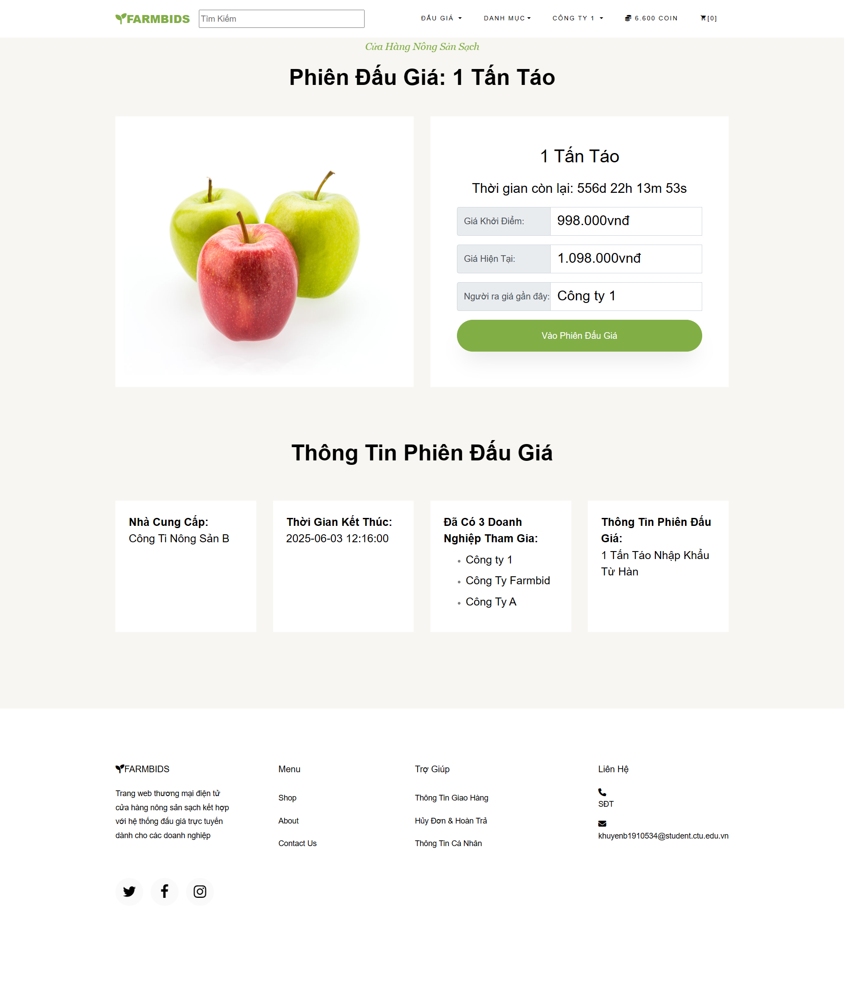 FARMBIDS
Tìm Kiếm
ĐẤU GIÁ
DANH MỤC
CÔNG TY 1
6.600 COIN
[0]
Cửa Hàng Nông Sản Sạch
Phiên Đấu Giá: 1 Tấn Táo
1 Tấn Táo
Thời gian còn lại: 556d 22h 13m 53s
Giá Khởi Điểm: 998.000vnđ
Giá Hiện Tại: 1.098.000vnđ
Người ra giá gần đây: Công ty 1
Vào Phiên Đấu Giá
Thông Tin Phiên Đấu Giá
Nhà Cung Cấp:
Công Ti Nông Sản B
Thời Gian Kết Thúc:
2025-06-03 12:16:00
Đã Có 3 Doanh
Nghiệp Tham Gia:
Công ty 1
Công Ty Farmbid
Công Ty A
Thông Tin Phiên Đấu
Giá:
1 Tấn Táo Nhập Khẩu
Từ Hàn
FARMBIDS
Trang web thương mại điện tử
cửa hàng nông sản sạch kết hợp
với hệ thống đấu giá trực tuyến
dành cho các doanh nghiệp
Menu
Shop
About
Contact Us
Trợ Giúp
Thông Tin Giao Hàng
Hủy Đơn & Hoàn Trả
Thông Tin Cá Nhân
Liên Hệ
SĐT
khuyenb1910534@student.ctu.edu.vn